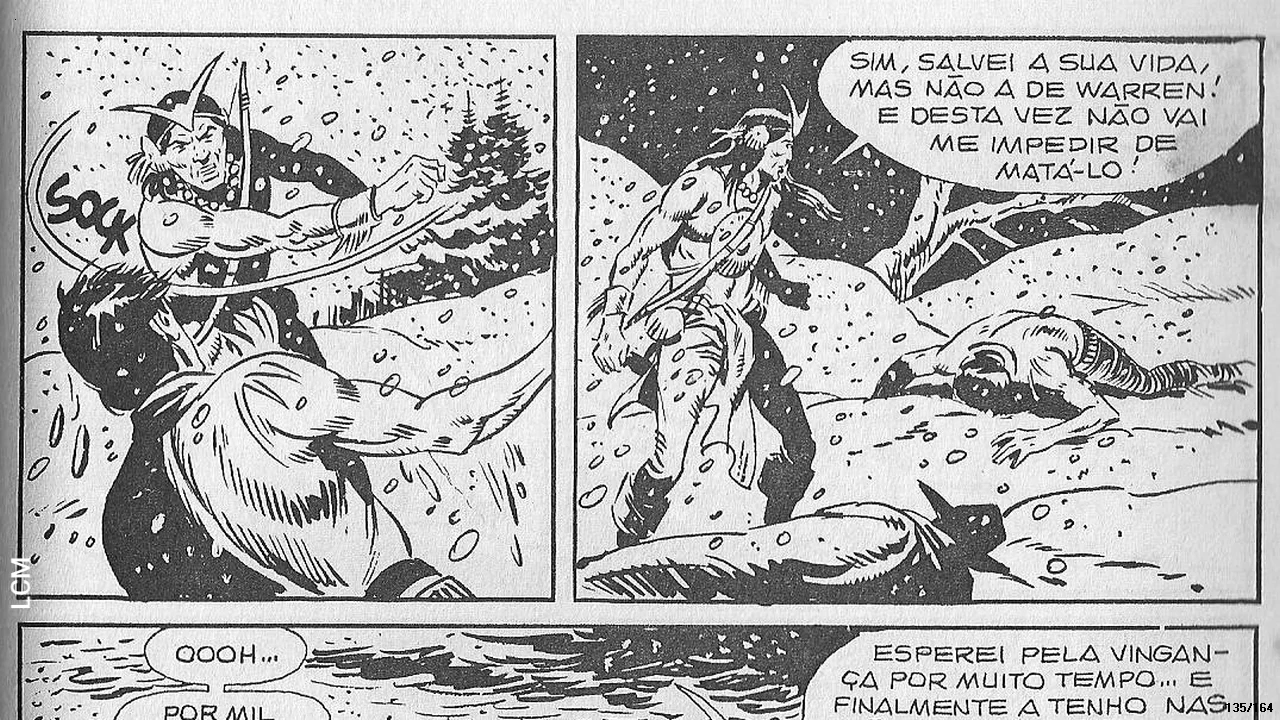 SOCK
SIM, SALVEI A SUA VIDA,
MAS NÃO A DE WARREN!
E DESTA VEZ NÃO VAI
ME IMPEDIR DE
MATÁ-LO!
OOOH...
POR MIL
ESPEREI PELA VINGAN-
ÇA POR MUITO TEMPO... E
FINALMENTE A TENHO NAS
LCM
135/164